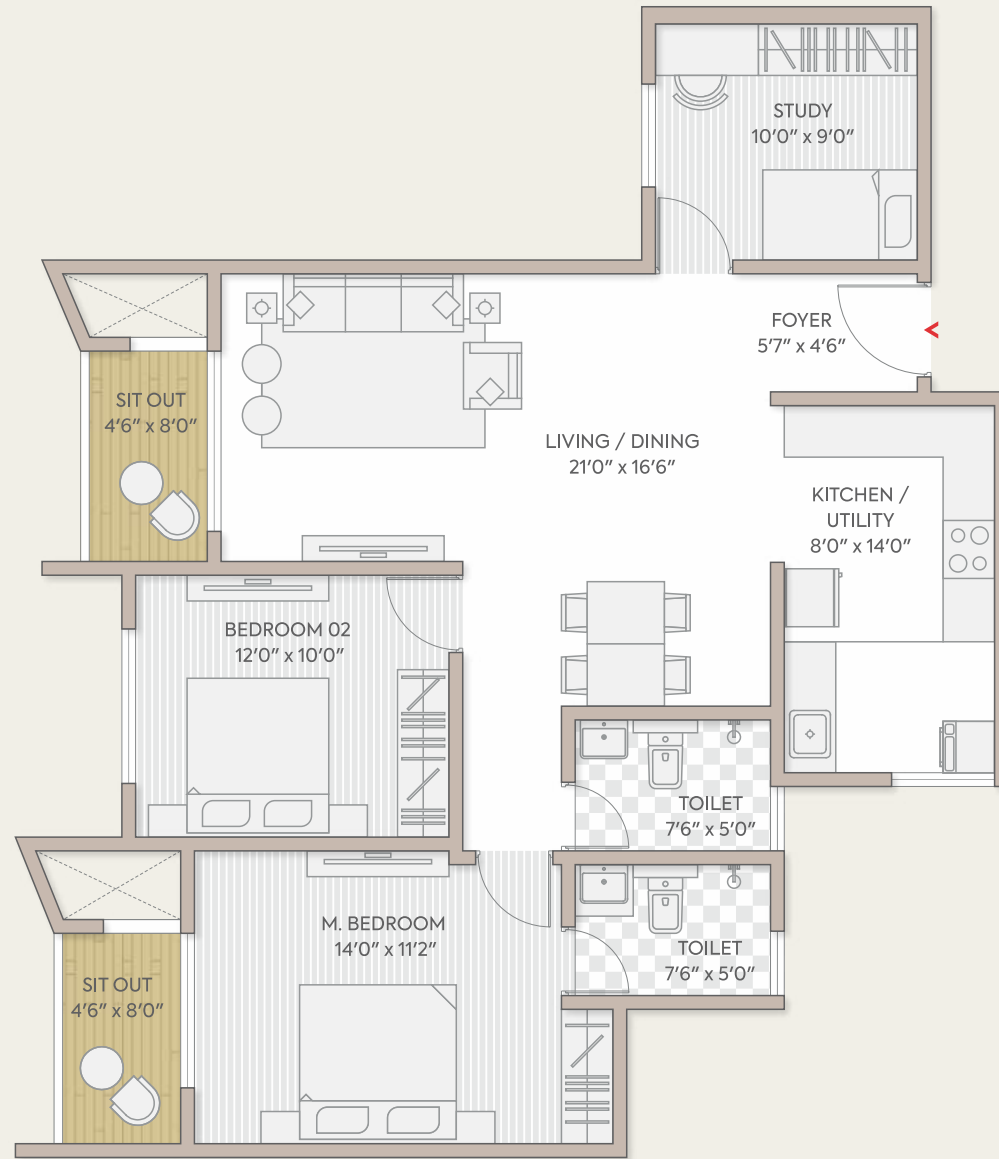 STUDY
10’0” x 9’0”
FOYER
5’7” x 4’6”
SIT OUT
4’6” x 8’0”
LIVING / DINING
21’0” x 16’6”
KITCHEN /
UTILITY
8’0” x 14’0”
BEDROOM 02
12’0” x 10’0”
TOILET
7’6” x 5’0”
M. BEDROOM
14’0” x 11’2”
TOILET
7’6” x 5’0”
SIT OUT
4’6” x 8’0”